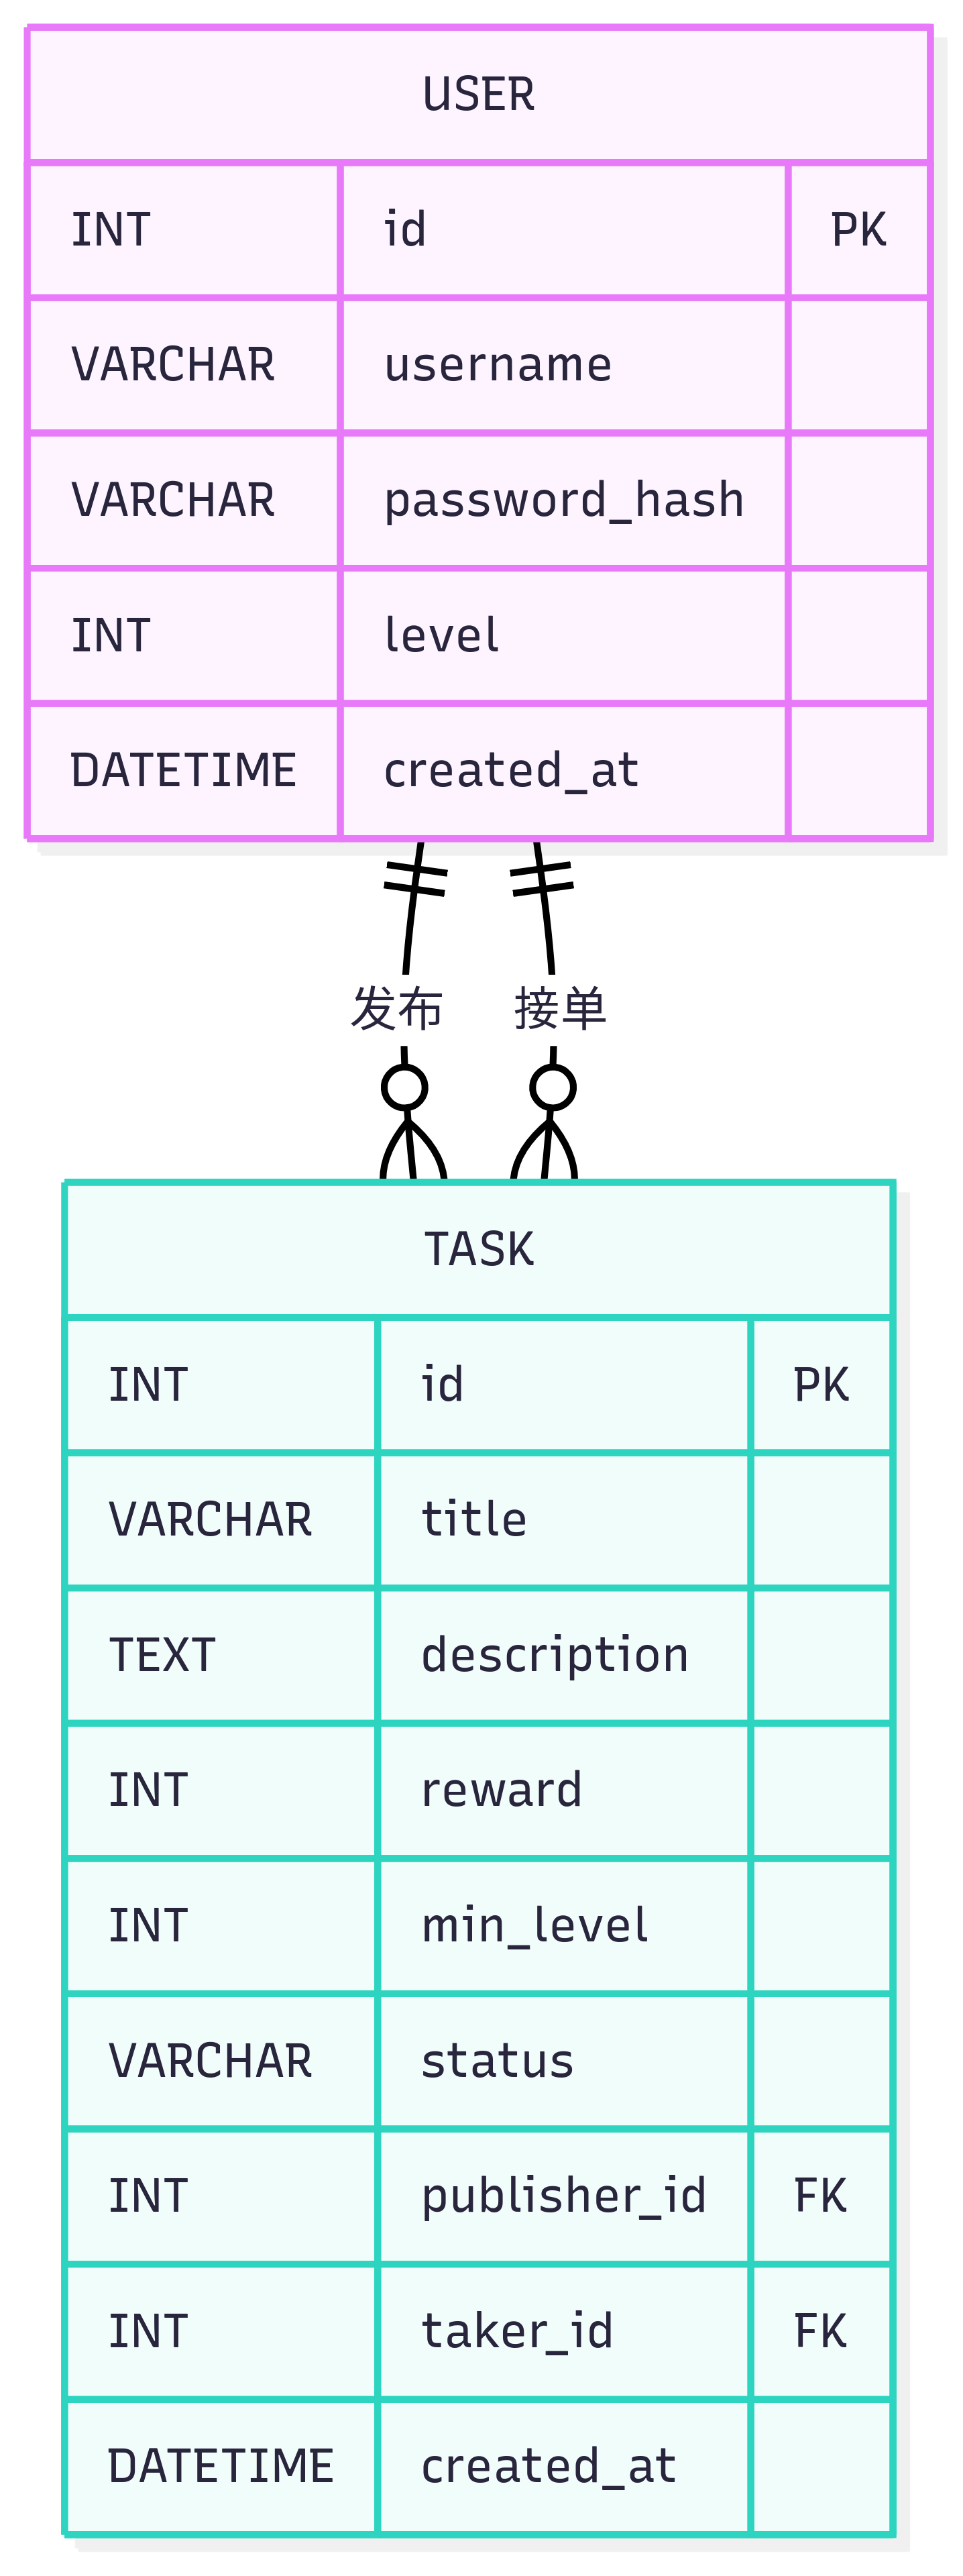 USER
INT id PK
VARCHAR username
VARCHAR password_hash
INT level
DATETIME created_at
发布 接单
TASK
INT id PK
VARCHAR title
TEXT description
INT reward
INT min_level
VARCHAR status
INT publisher_id FK
INT taker_id FK
DATETIME created_at